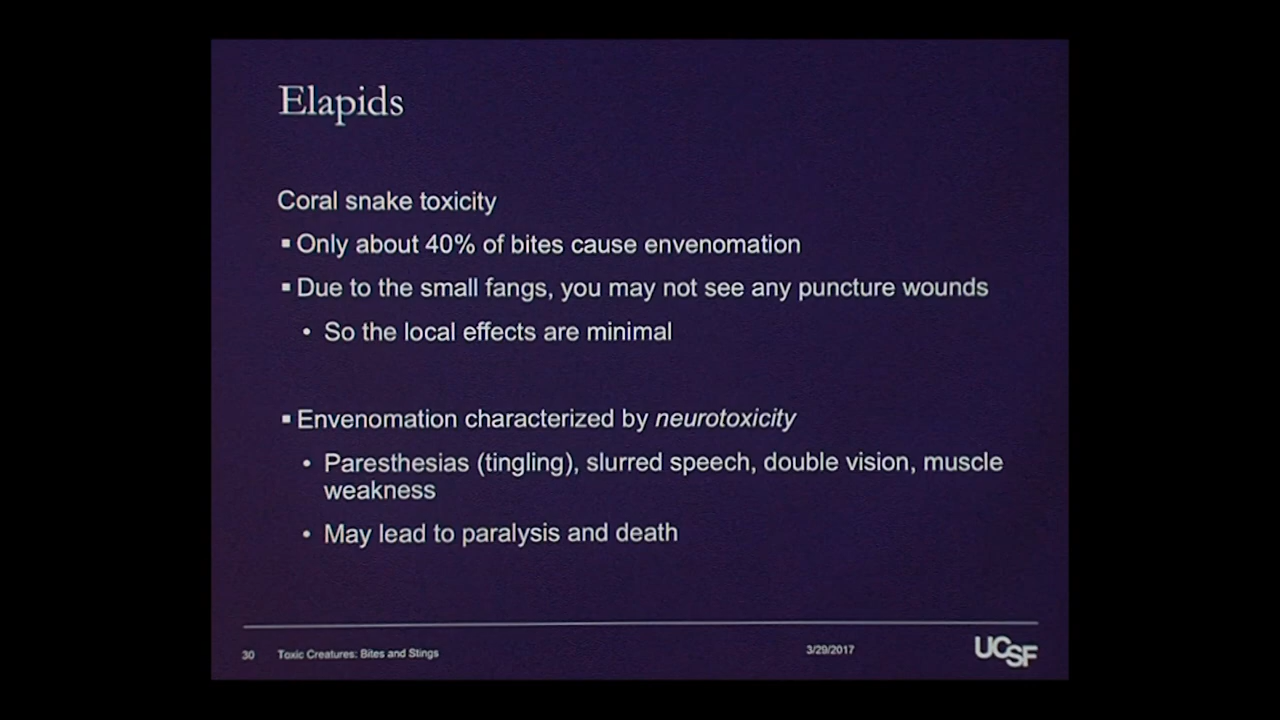 Elapids
Coral snake toxicity
▪ Only about 40% of bites cause envenomation
▪ Due to the small fangs, you may not see any puncture wounds
• So the local effects are minimal
▪ Envenomation characterized by neurotoxicity
• Paresthesias (tingling), slurred speech, double vision, muscle
weakness
• May lead to paralysis and death
30 Toxic Creatures: Bites and Stings 3/29/2017 UCSF